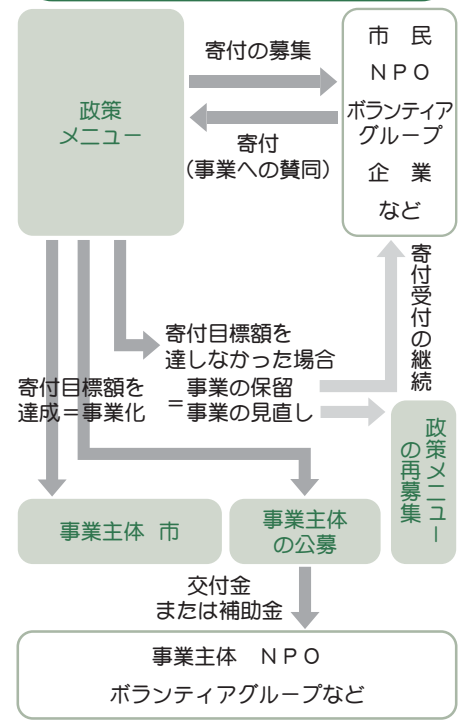 政策
メニュー
寄付の募集
寄付
（事業への賛同）
市　民
ＮＰＯ
ボランティア
グループ
企　業
など
寄付受付の継続
寄付目標額を
達しなかった場合
＝事業の保留
事業の見直し
寄付目標額を
達成＝事業化
政策メニュー
の再募集
事業主体 市
事業主体
の公募
交付金
または補助金
事業主体　ＮＰＯ
ボランティアグループなど